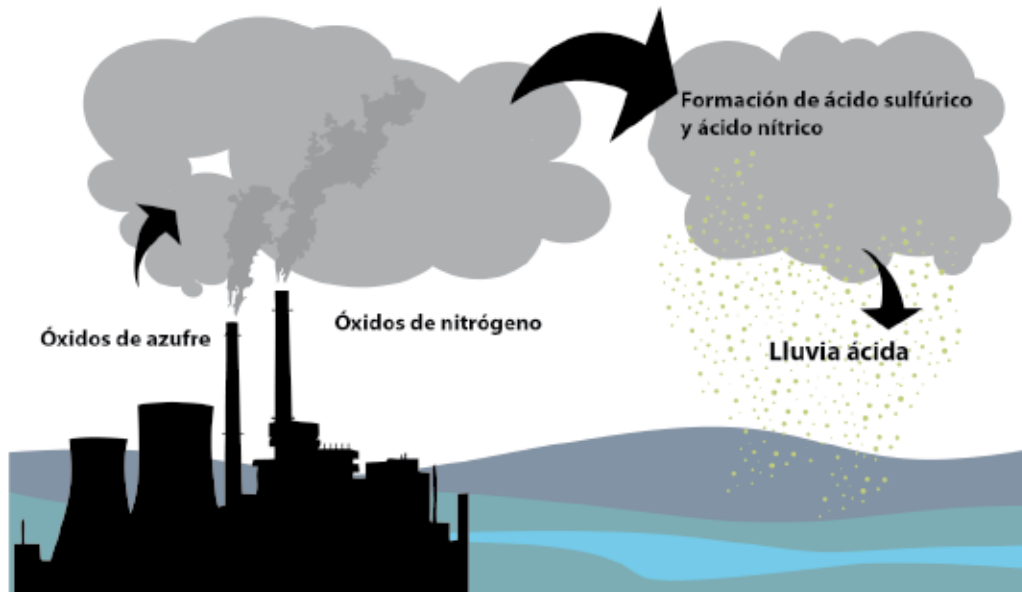 Formación de ácido sulfúrico
y ácido nítrico
Óxidos de azufre
Óxidos de nitrógeno
Lluvia ácida